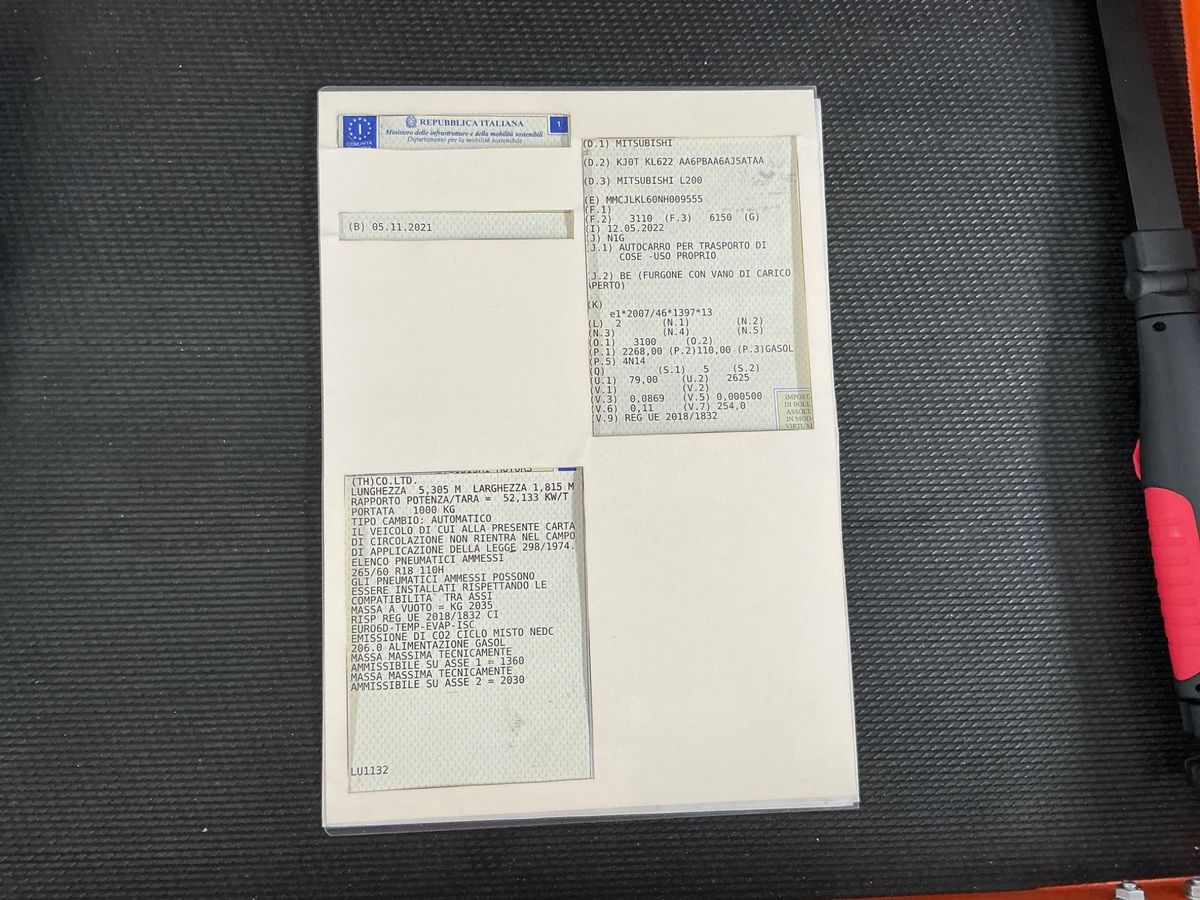 I
COMUNITÀ
REPUBBLICA ITALIANA
Ministero delle infrastrutture e della mobilità sostenibili
Dipartimento per la mobilità sostenibile
1
(B) 05.11.2021
(D.1) MITSUBISHI
(D.2) KJ0T KL622 AA6PBAA6AJ5ATAA
(D.3) MITSUBISHI L200
(E) MMCJLKL60NH009555
(F.1)
(F.2) 3110 (F.3) 6150 (G)
(I) 12.05.2022
(J) N1G
(J.1) AUTOCARRO PER TRASPORTO DI
COSE -USO PROPRIO
(J.2) BE (FURGONE CON VANO DI CARICO
APERTO)
(K)
e1*2007/46*1397*13
(L) 2 (N.1) (N.2)
(N.3) (N.4) (N.5)
(O.1) 3100 (O.2)
(P.1) 2268,00 (P.2)110,00 (P.3)GASOL
(P.5) 4N14
(Q) (S.1) 5 (S.2)
(U.1) 79,00 (U.2) 2625
(V.1) (V.2)
(V.3) 0,0869 (V.5) 0,000500
(V.6) 0,11 (V.7) 254,0
(V.9) REG UE 2018/1832
IMPOST
DI BOLL
ASSOLT
IN MOD
VIRTUAL
(TH)CO.LTD.
LUNGHEZZA 5,305 M LARGHEZZA 1,815 M
RAPPORTO POTENZA/TARA = 52,133 KW/T
PORTATA 1000 KG
TIPO CAMBIO: AUTOMATICO
IL VEICOLO DI CUI ALLA PRESENTE CARTA
DI CIRCOLAZIONE NON RIENTRA NEL CAMPO
DI APPLICAZIONE DELLA LEGGE 298/1974.
ELENCO PNEUMATICI AMMESSI
265/60 R18 110H
GLI PNEUMATICI AMMESSI POSSONO
ESSERE INSTALLATI RISPETTANDO LE
COMPATIBILITA` TRA ASSI
MASSA A VUOTO = KG 2035
RISP REG UE 2018/1832 CI
EURO6D-TEMP-EVAP-ISC
EMISSIONE DI CO2 CICLO MISTO NEDC
206.0 ALIMENTAZIONE GASOL
MASSA MASSIMA TECNICAMENTE
AMMISSIBILE SU ASSE 1 = 1360
MASSA MASSIMA TECNICAMENTE
AMMISSIBILE SU ASSE 2 = 2030
LU1132